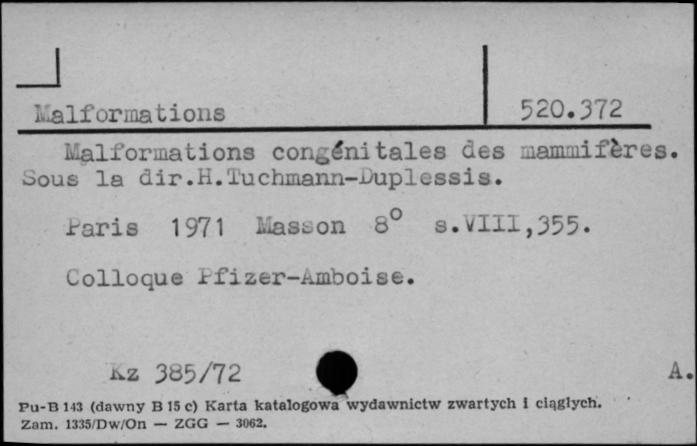 Malformations 520.372
Malformations congénitales des mammifères.
Sous la dir.H.Tuchmann-Duplessis.
Paris 1971 Masson 8° s.VIII,355.
Colloque Pfizer-Amboise.
Kz 385/72 A.
Pu-B 143 (dawny B 15 c) Karta katalogowa wydawnictw zwartych i ciągłych.
Zam. 1335/Dw/On — ZGG — 3062.